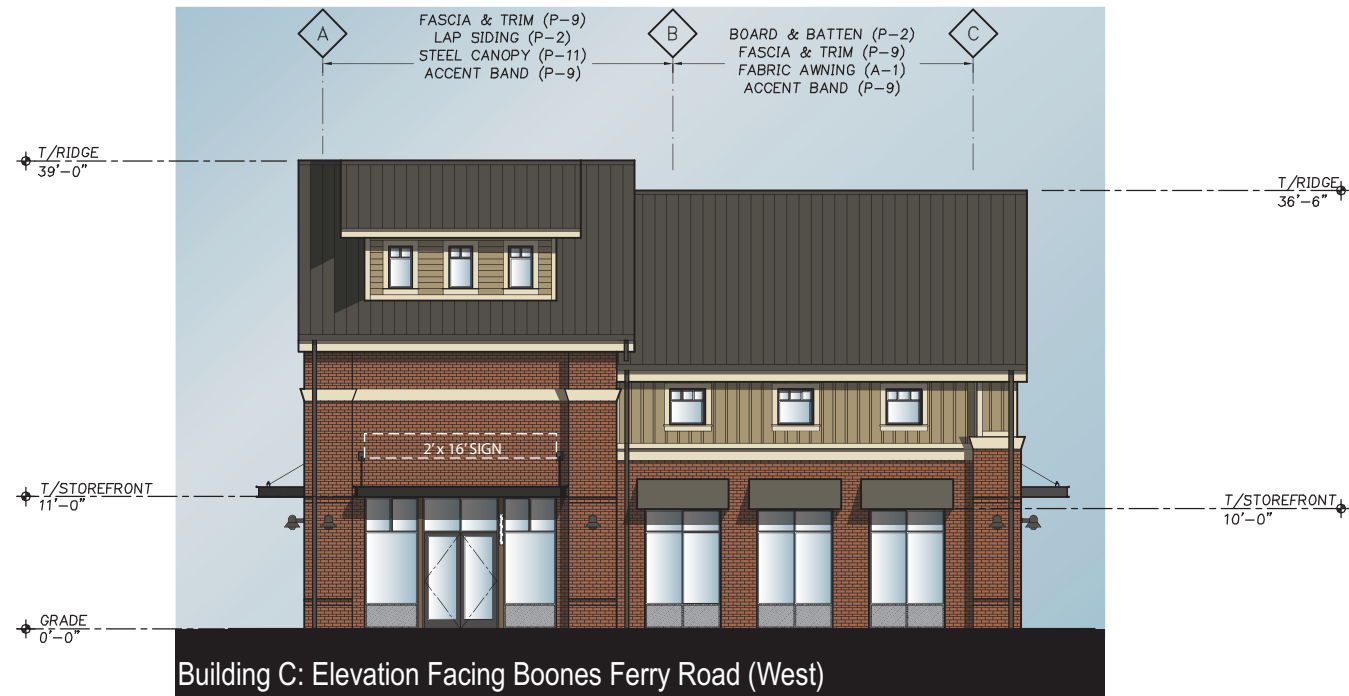 A
FASCIA & TRIM (P-9)
LAP SIDING (P-2)
STEEL CANOPY (P-11)
ACCENT BAND (P-9)
B
BOARD & BATTEN (P-2)
FASCIA & TRIM (P-9)
FABRIC AWNING (A-1)
ACCENT BAND (P-9)
C
T/RIDGE
39'-0"
T/RIDGE
36'-6"
2' x 16' SIGN
T/STOREFRONT
11'-0"
T/STOREFRONT
10'-0"
GRADE
0'-0"
Building C: Elevation Facing Boones Ferry Road (West)